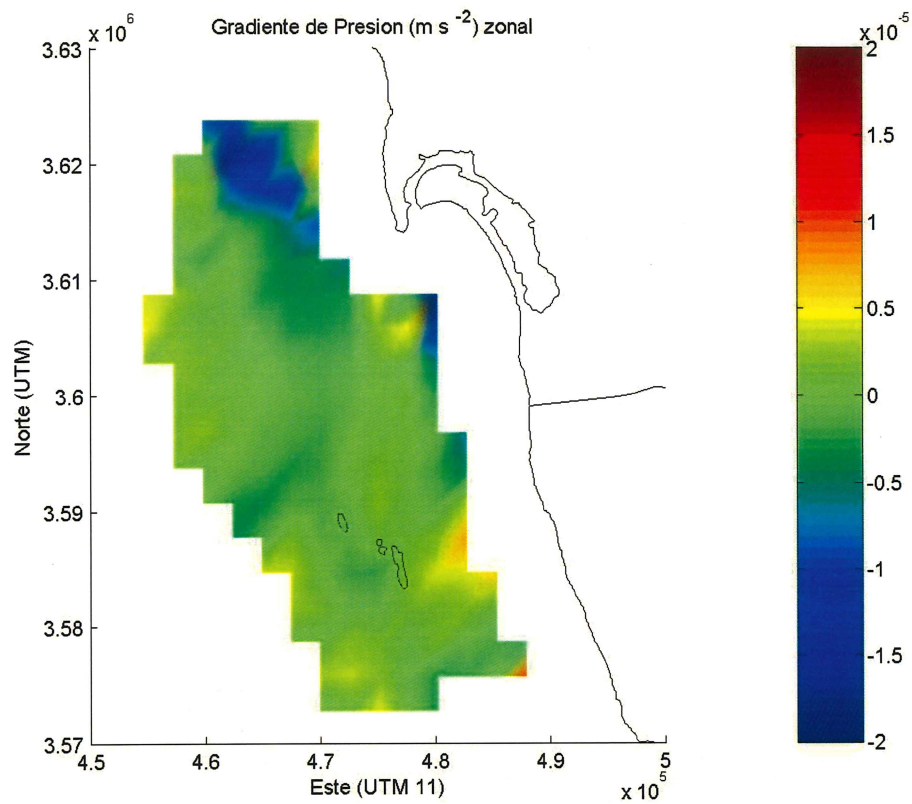 Gradiente de Presion (m s⁻²) zonal
x 10⁶
x 10⁻⁵
3.63
3.62
3.61
3.6
3.59
3.58
3.57
Norte (UTM)
4.5 4.6 4.7 4.8 4.9 5
x 10⁵
Este (UTM 11)
2
1.5
1
0.5
0
-0.5
-1
-1.5
-2